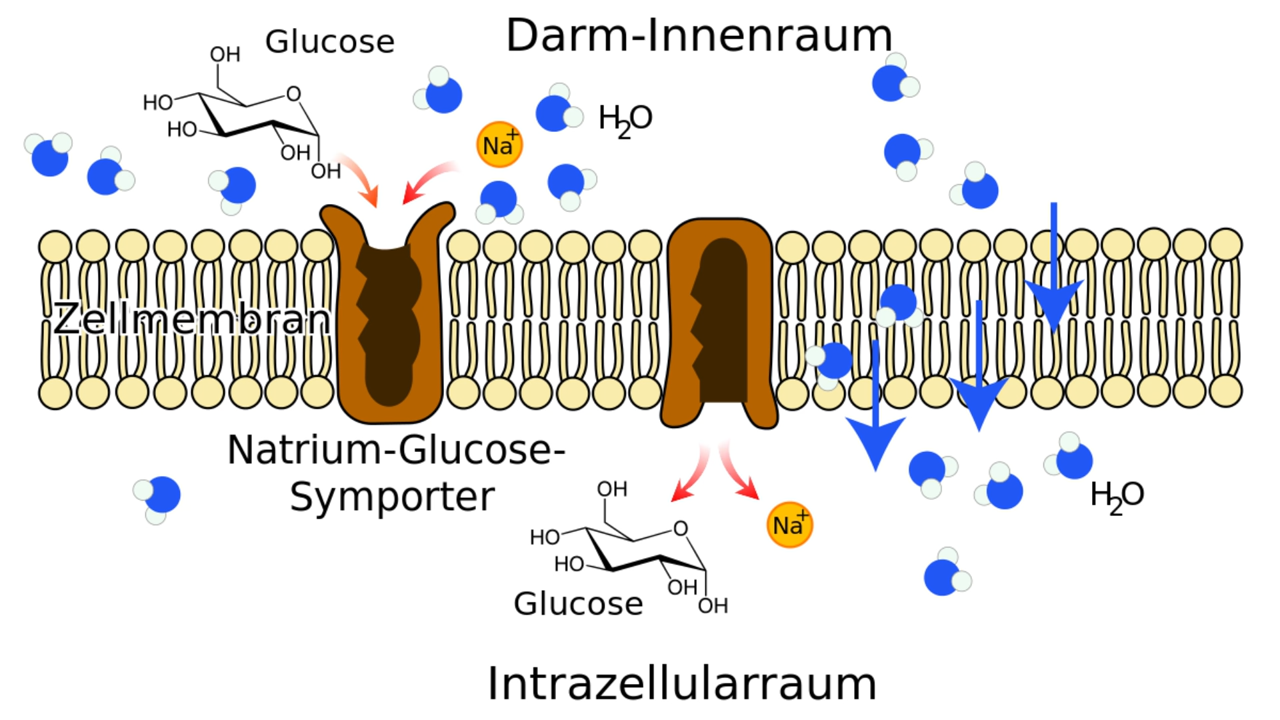 Darm-Innenraum
Glucose
OH
HO
O
HO
OH
OH
H₂O
Na+
Zellmembran
Natrium-Glucose-
Symporter
OH
HO
O
HO
OH
OH
Glucose
Na+
H₂O
Intrazellularraum